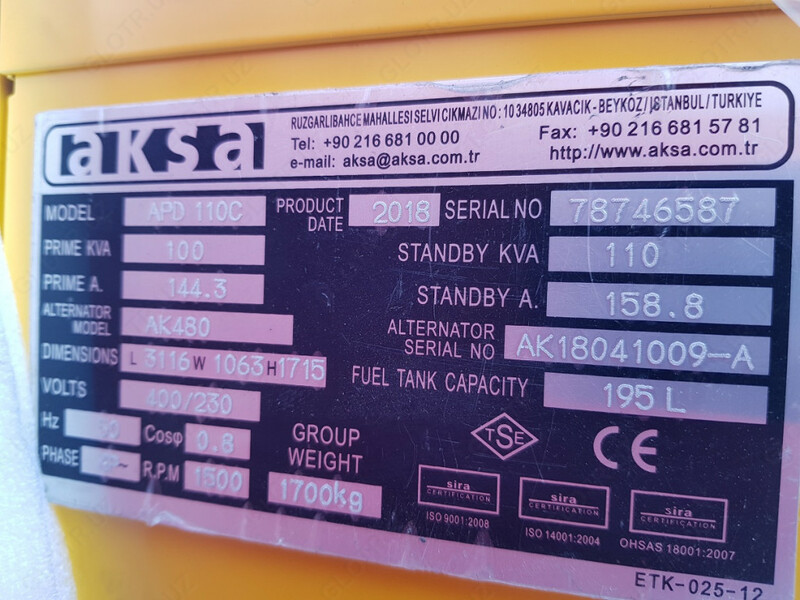 aksa
RUZGARLIBAHCE MAHALLESI SELVI CIKMAZI NO : 10 34805 KAVACIK - BEYKÖZ / ISTANBUL / TURKIYE
Tel: +90 216 681 00 00 Fax: +90 216 681 57 81
e-mail: aksa@aksa.com.tr http://www.aksa.com.tr
MODEL APD 110C PRODUCT DATE 2018 SERIAL NO 78746587
PRIME KVA 100 STANDBY KVA 110
PRIME A. 144.3 STANDBY A. 158.8
ALTERNATOR MODEL AK480 ALTERNATOR SERIAL NO AK18041009-A
DIMENSIONS L 3116 W 1063 H 1715 FUEL TANK CAPACITY 195 L
VOLTS 400/230
Hz 50 Cosφ 0.8 GROUP WEIGHT TSE CE
PHASE R.P.M 1500 1700kg
sira CERTIFICATION sira CERTIFICATION sira CERTIFICATION
ISO 9001:2008 ISO 14001:2004 OHSAS 18001:2007
ETK-025-12